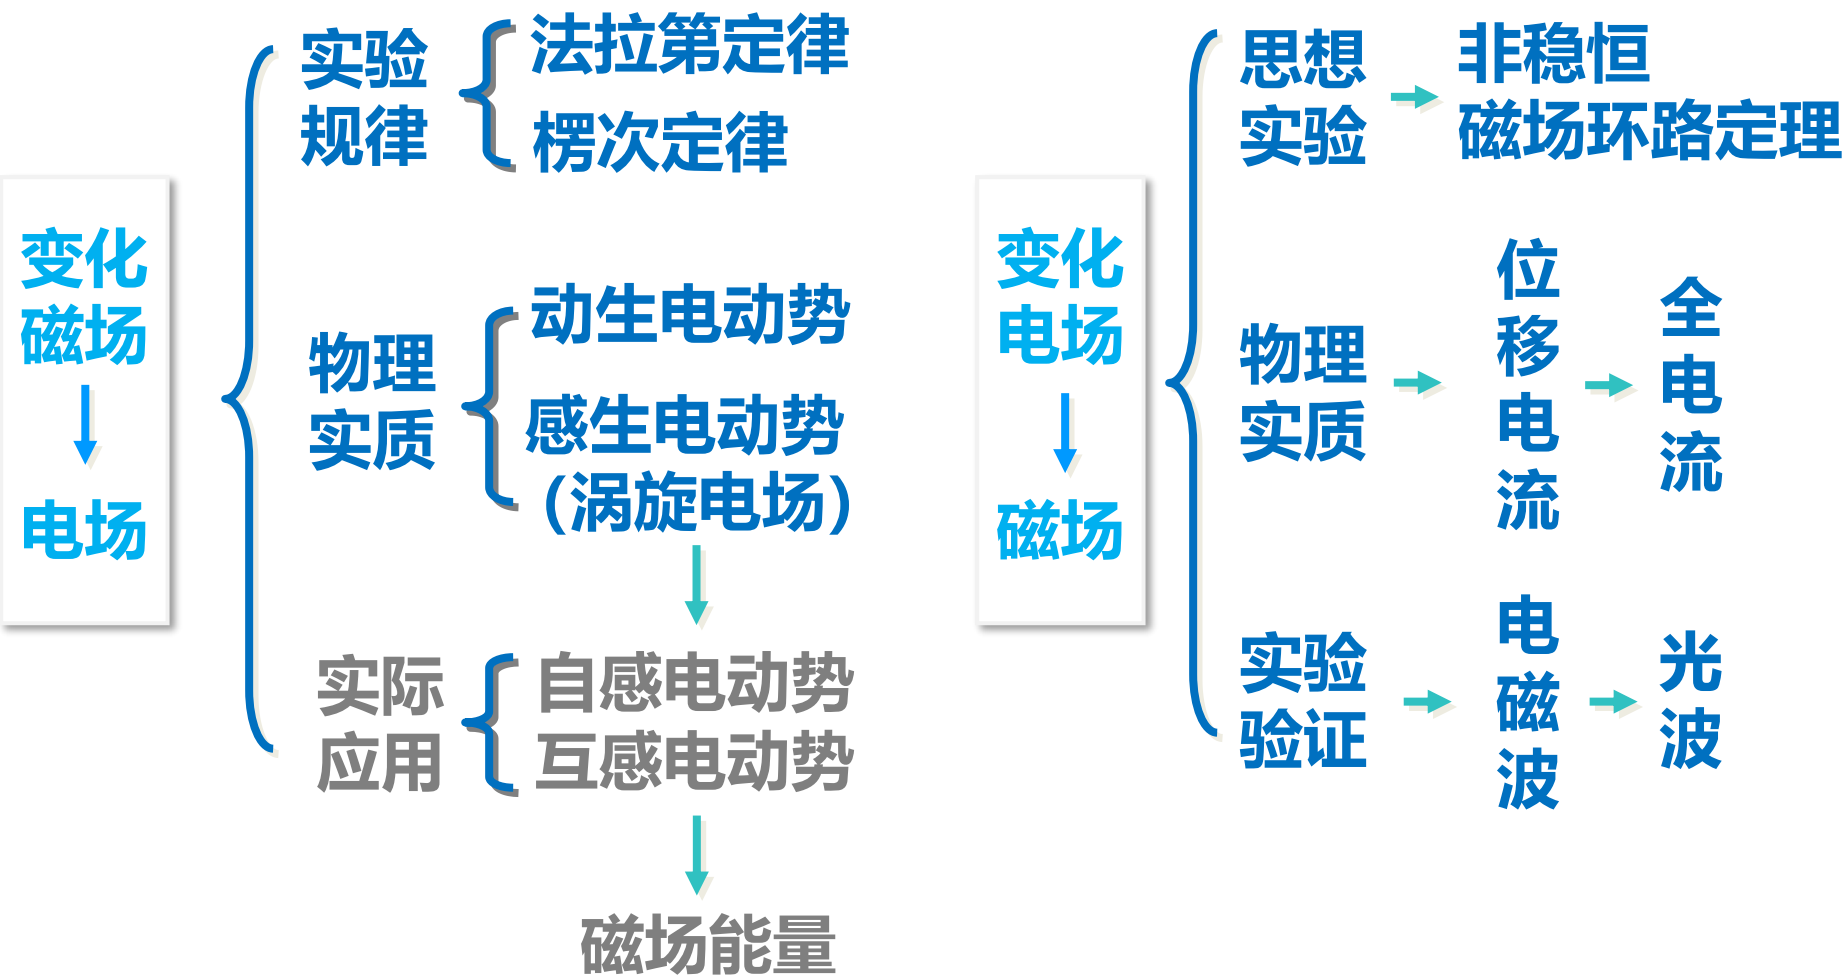 变化
磁场
电场
实验
规律
法拉第定律
楞次定律
物理
实质
动生电动势
感生电动势
(涡旋电场)
实际
应用
自感电动势
互感电动势
磁场能量
变化
电场
磁场
思想
实验
非稳恒
磁场环路定理
物理
实质
位移电流
全电流
实验
验证
电磁波
光波